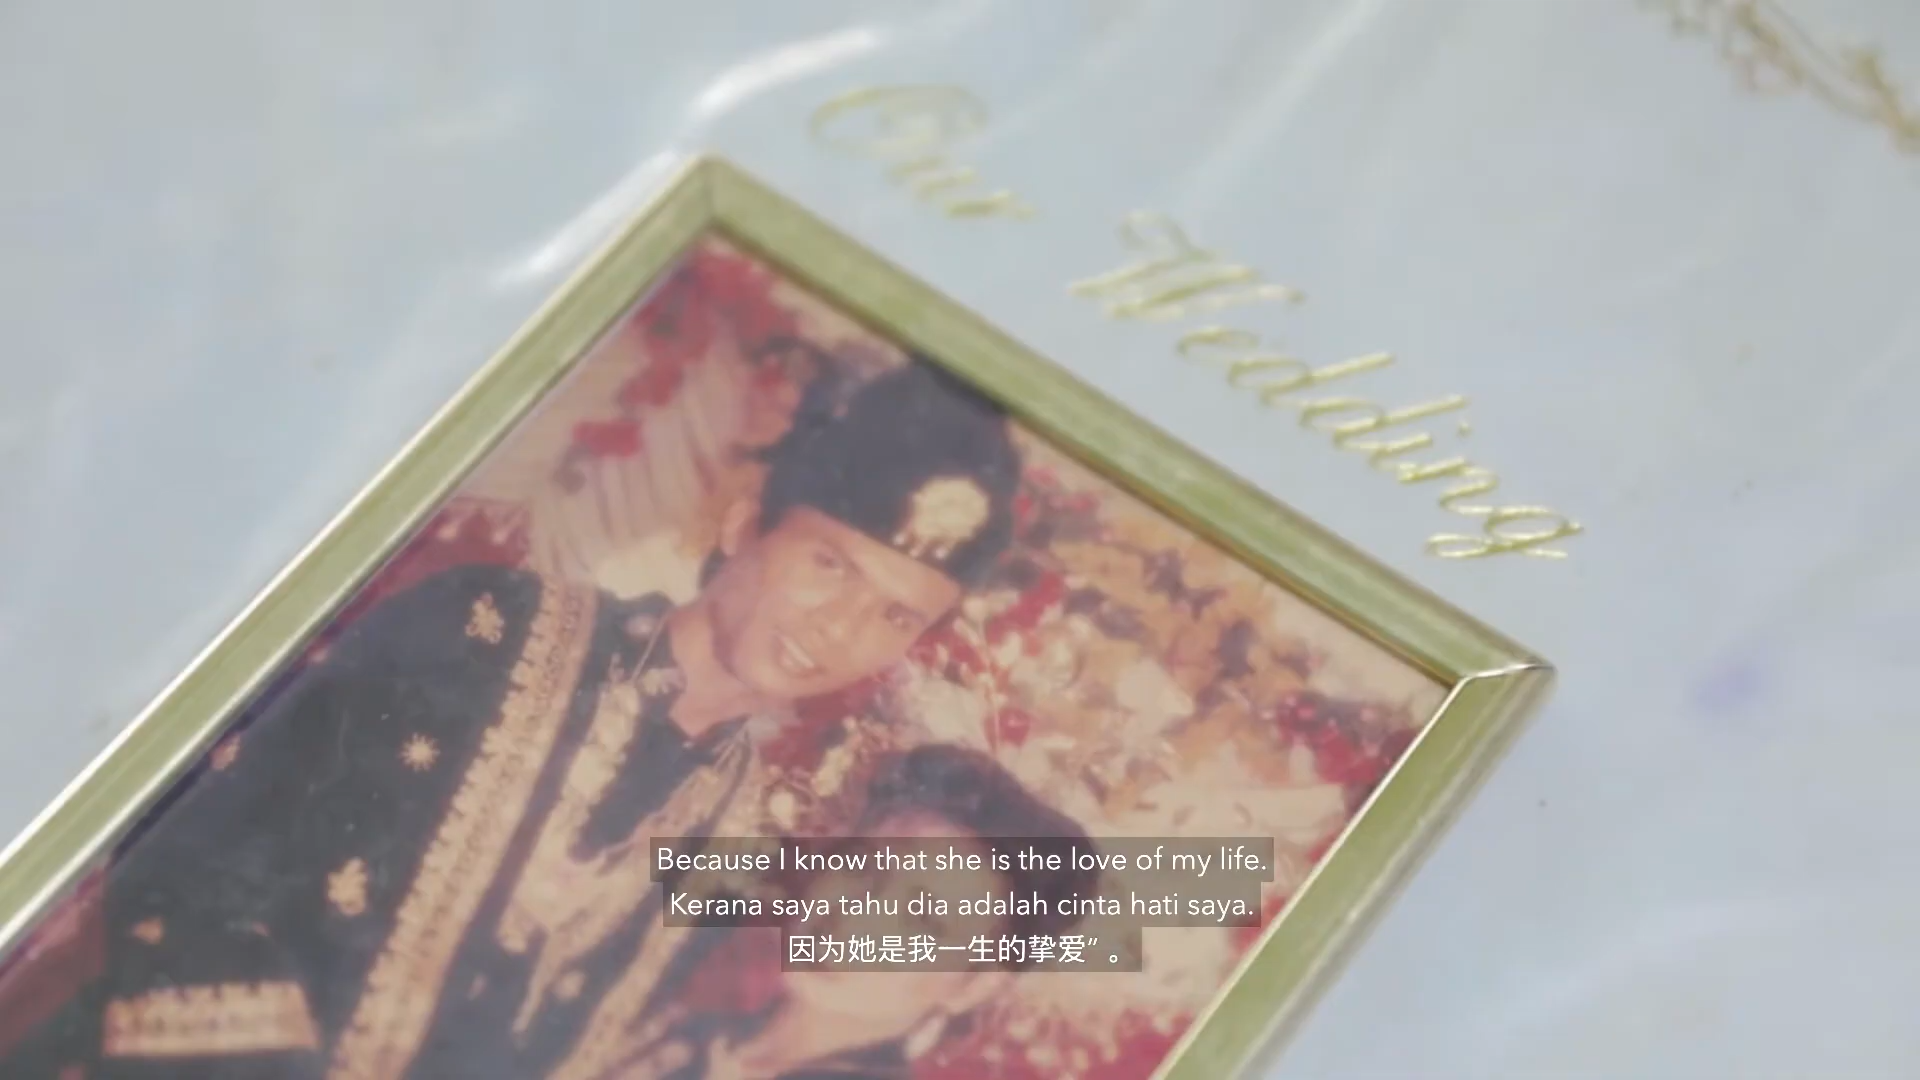 Our Wedding
Because I know that she is the love of my life.
Kerana saya tahu dia adalah cinta hati saya.
因为她是我一生的挚爱”。